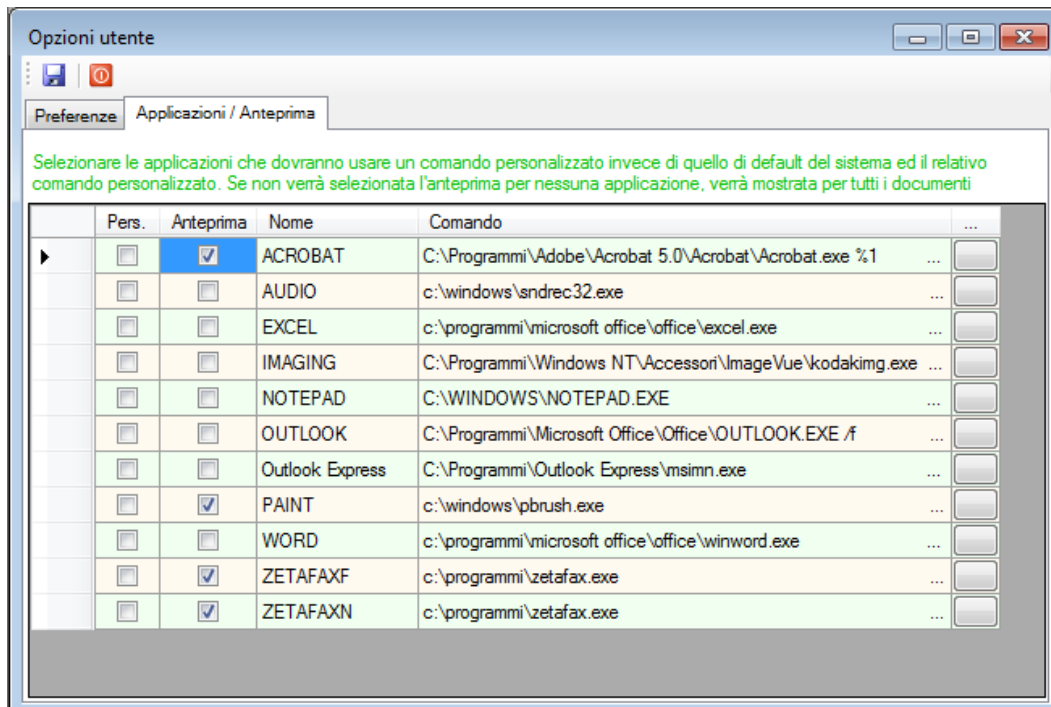 Opzioni utente
Preferenze Applicazioni / Anteprima
Selezionare le applicazioni che dovranno usare un comando personalizzato invece di quello di default del sistema ed il relativo
comando personalizzato. Se non verrà selezionata l'anteprima per nessuna applicazione, verrà mostrata per tutti i documenti
Pers. Anteprima Nome Comando ...
ACROBAT C:\Programmi\Adobe\Acrobat 5.0\Acrobat\Acrobat.exe %1 ...
AUDIO c:\windows\sndrec32.exe ...
EXCEL c:\programmi\microsoft office\office\excel.exe ...
IMAGING C:\Programmi\Windows NT\Accessori\ImageVue\kodakimg.exe ...
NOTEPAD C:\WINDOWS\NOTEPAD.EXE ...
OUTLOOK C:\Programmi\Microsoft Office\Office\OUTLOOK.EXE /f ...
Outlook Express C:\Programmi\Outlook Express\msimn.exe ...
PAINT c:\windows\pbrush.exe ...
WORD c:\programmi\microsoft office\office\winword.exe ...
ZETAFAXF c:\programmi\zetafax.exe ...
ZETAFAXN c:\programmi\zetafax.exe ...